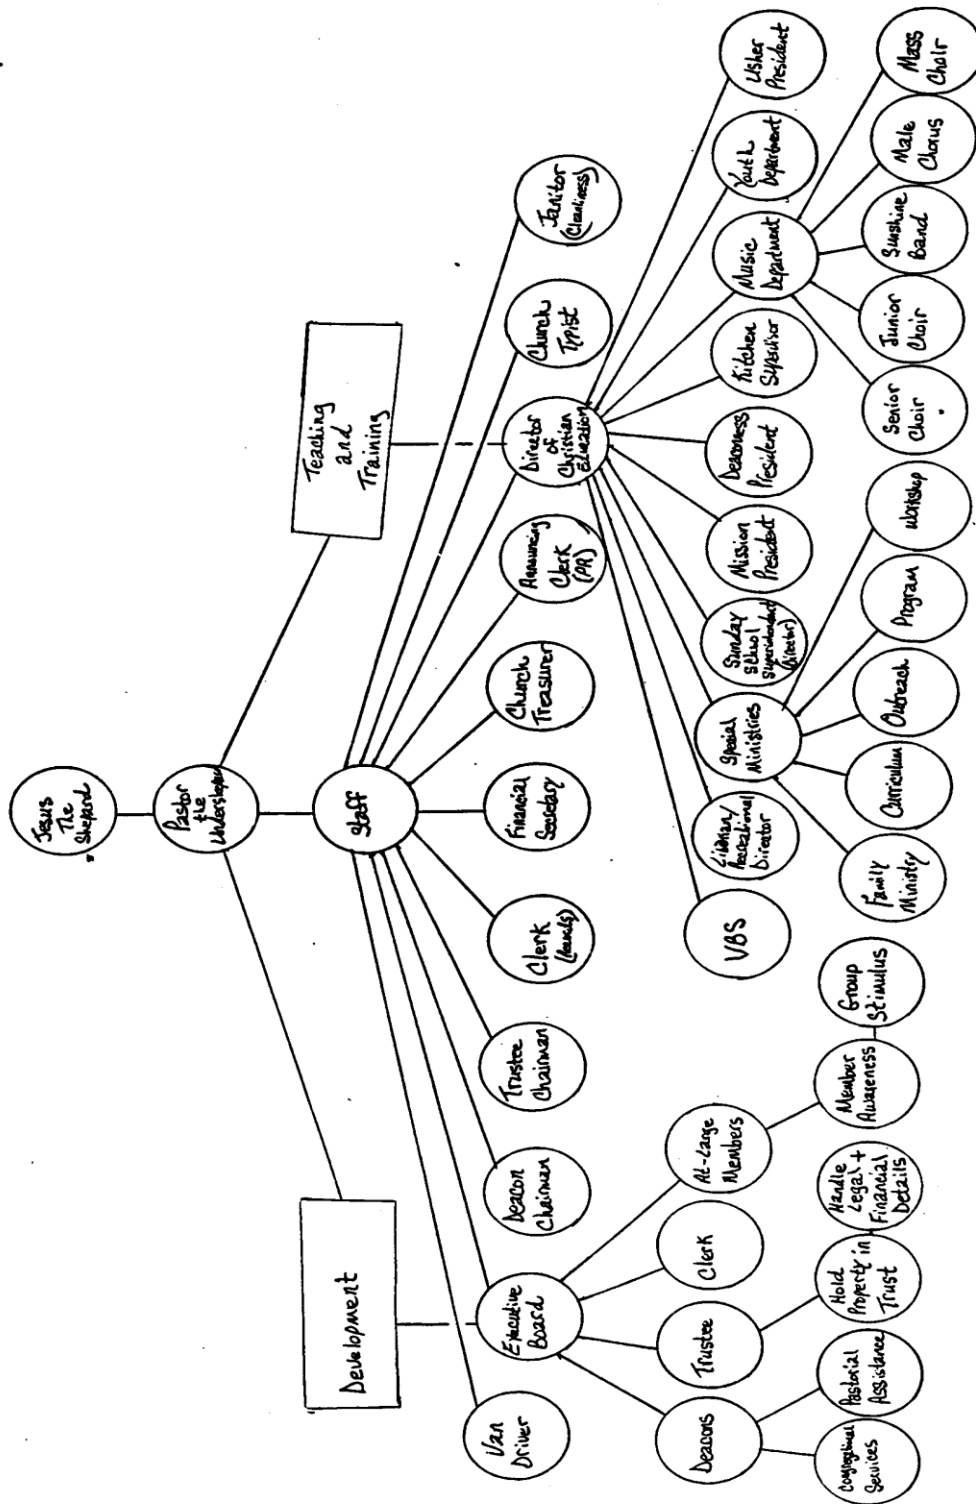 Jesus
The
Shepard
Pastor
the
Undershepherd
Development
Teaching
and
Training
Staff
Van
Driver
Executive
Board
Deacon
Chairman
Trustee
Chairman
Clerk
Financial
Secretary
Church
Treasurer
Announcing
Clerk
(PR)
Director
of
Christian
Education
Church
Typist
Janitor
(Cleanliness)
Deacons
Trustee
Clerk
At-Large
Members
VBS
Library/
Recreational
Director
Special
Ministries
Sunday
School
Superintendent
(Director)
Mission
President
Deaconess
President
Kitchen
Supervisor
Music
Department
Youth
Department
Usher
President
Congregational
Services
Pastorial
Assistance
Hold
Property in
Trust
Handle
Legal +
Financial
Details
Member
Awareness
Group
Stimulus
Family
Ministry
Curriculum
Outreach
Program
Workshop
Senior
Choir
Junior
Choir
Sunshine
Band
Male
Chorus
Mass
Choir